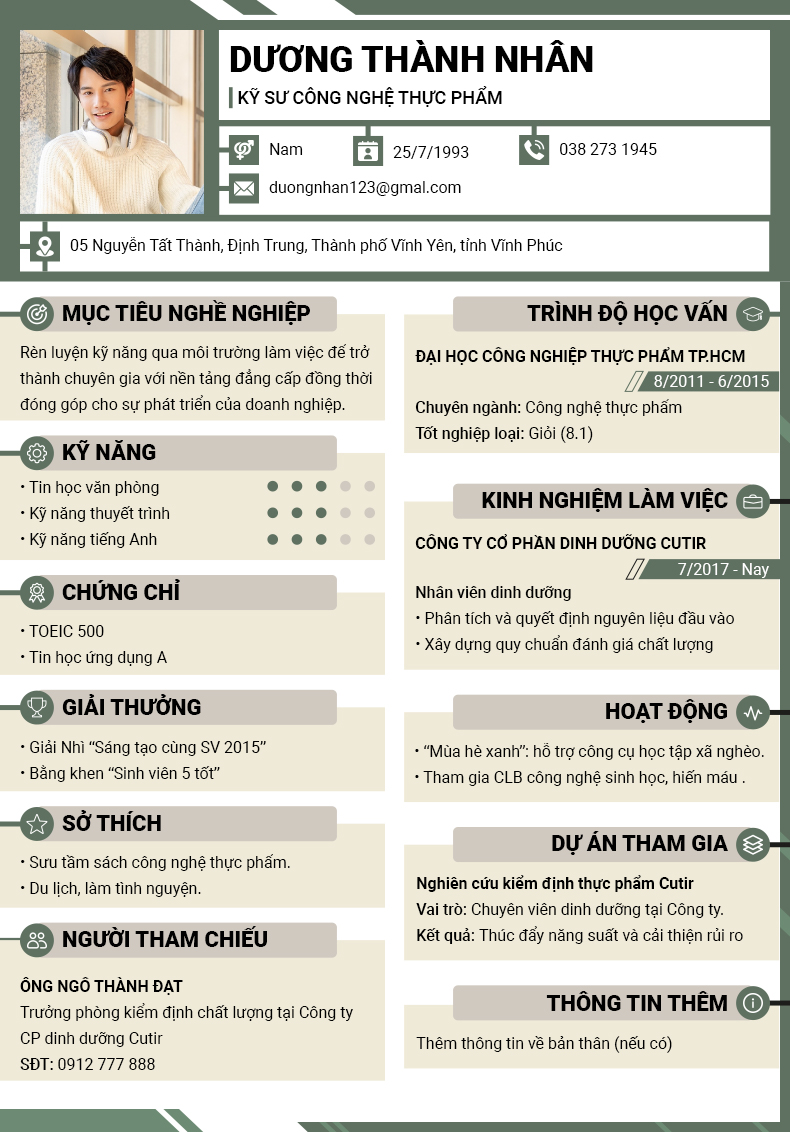 DƯƠNG THÀNH NHÂN
KỸ SƯ CÔNG NGHỆ THỰC PHẨM
Nam
25/7/1993
038 273 1945
duongnhan123@gmal.com
05 Nguyễn Tất Thành, Định Trung, Thành phố Vĩnh Yên, tỉnh Vĩnh Phúc
MỤC TIÊU NGHỀ NGHIỆP
Rèn luyện kỹ năng qua môi trường làm việc để trở
thành chuyên gia với nền tảng đẳng cấp đồng thời
đóng góp cho sự phát triển của doanh nghiệp.
KỸ NĂNG
• Tin học văn phòng
• Kỹ năng thuyết trình
• Kỹ năng tiếng Anh
CHỨNG CHỈ
• TOEIC 500
• Tin học ứng dụng A
GIẢI THƯỞNG
• Giải Nhì “Sáng tạo cùng SV 2015”
• Bằng khen “Sinh viên 5 tốt”
SỞ THÍCH
• Sưu tầm sách công nghệ thực phẩm.
• Du lịch, làm tình nguyện.
NGƯỜI THAM CHIẾU
ÔNG NGÔ THÀNH ĐẠT
Trưởng phòng kiểm định chất lượng tại Công ty
CP dinh dưỡng Cutir
SĐT: 0912 777 888
TRÌNH ĐỘ HỌC VẤN
ĐẠI HỌC CÔNG NGHIỆP THỰC PHẨM TP.HCM
8/2011 - 6/2015
Chuyên ngành: Công nghệ thực phẩm
Tốt nghiệp loại: Giỏi (8.1)
KINH NGHIỆM LÀM VIỆC
CÔNG TY CỔ PHẦN DINH DƯỠNG CUTIR
7/2017 - Nay
Nhân viên dinh dưỡng
• Phân tích và quyết định nguyên liệu đầu vào
• Xây dựng quy chuẩn đánh giá chất lượng
HOẠT ĐỘNG
• “Mùa hè xanh”: hỗ trợ công cụ học tập xã nghèo.
• Tham gia CLB công nghệ sinh học, hiến máu .
DỰ ÁN THAM GIA
Nghiên cứu kiểm định thực phẩm Cutir
Vai trò: Chuyên viên dinh dưỡng tại Công ty.
Kết quả: Thúc đẩy năng suất và cải thiện rủi ro
THÔNG TIN THÊM
Thêm thông tin về bản thân (nếu có)